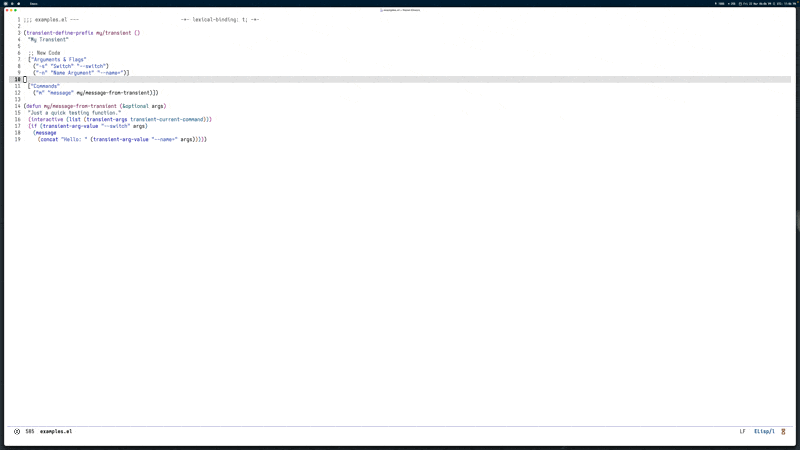 Emacs
examples.el — Doom Emacs
1 ;;; examples.el --- -*- lexical-binding: t; -*-
2
3 (transient-define-prefix my/transient ()
4 "My Transient"
5
6 ;; New Code
7 ["Arguments & Flags"
8 ("-s" "Switch" "--switch")
9 ("-n" "Name Argument" "--name=")]
10
11 ["Commands"
12 ("m" "message" my/message-from-transient)])
13
14 (defun my/message-from-transient (&optional args)
15 "Just a quick testing function."
16 (interactive (list (transient-args transient-current-command)))
17 (if (transient-arg-value "--switch" args)
18 (message
19 (concat "Hello: " (transient-arg-value "--name=" args)))))
585 examples.el LF ELisp/l